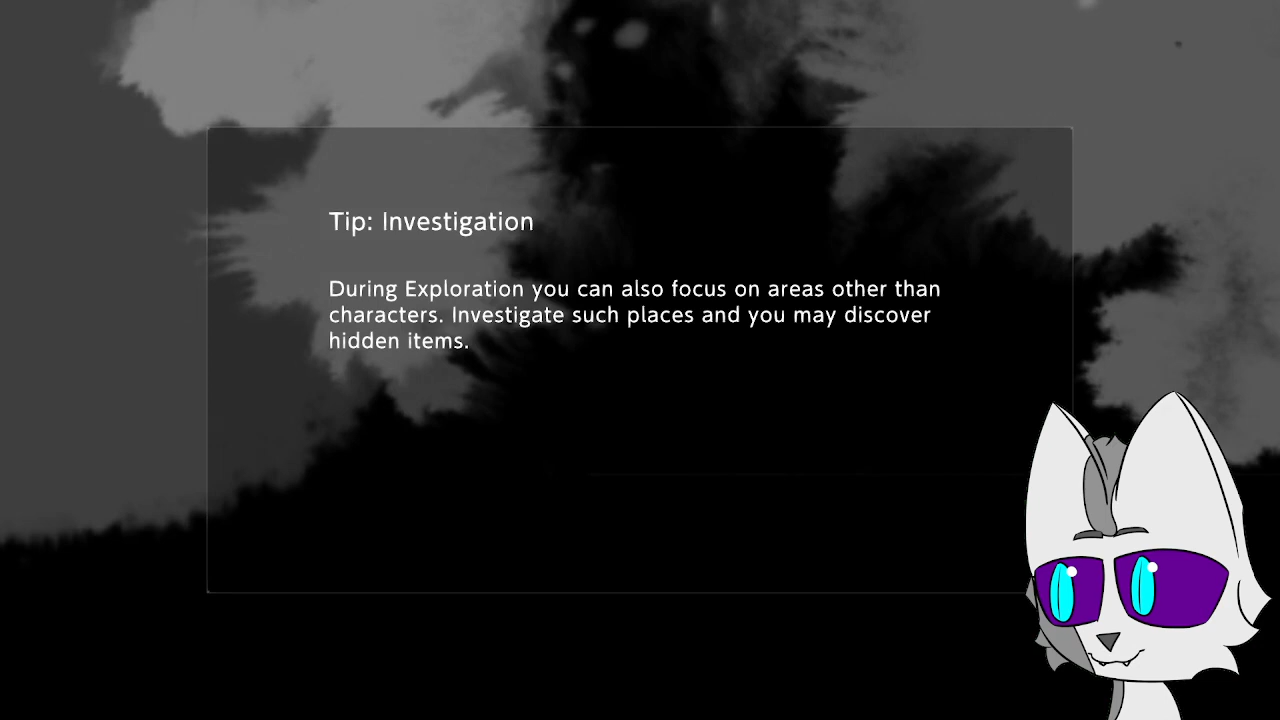 Tip: Investigation
During Exploration you can also focus on areas other than
characters. Investigate such places and you may discover
hidden items.